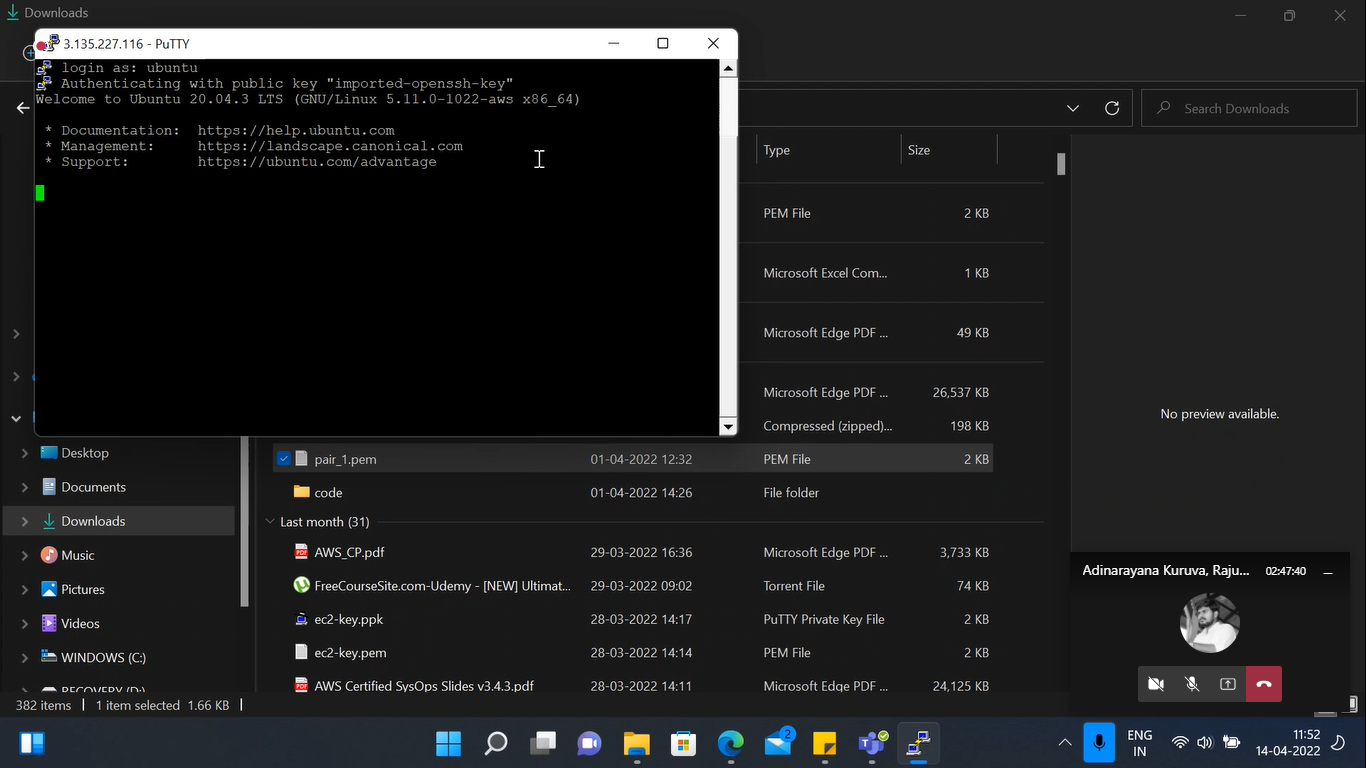 Downloads
3.135.227.116 - PuTTY
login as: ubuntu
Authenticating with public key "imported-openssh-key"
Welcome to Ubuntu 20.04.3 LTS (GNU/Linux 5.11.0-1022-aws x86_64)
* Documentation: https://help.ubuntu.com
* Management: https://landscape.canonical.com
* Support: https://ubuntu.com/advantage
Search Downloads
Type Size
PEM File 2 KB
Microsoft Excel Com... 1 KB
Microsoft Edge PDF ... 49 KB
Microsoft Edge PDF ... 26,537 KB
Compressed (zipped)... 198 KB
No preview available.
Desktop
Documents
Downloads
Music
Pictures
Videos
WINDOWS (C:)
RECOVERY (D:)
pair_1.pem 01-04-2022 12:32 PEM File 2 KB
code 01-04-2022 14:26 File folder
Last month (31)
AWS_CP.pdf 29-03-2022 16:36 Microsoft Edge PDF ... 3,733 KB
FreeCourseSite.com-Udemy - [NEW] Ultimat... 29-03-2022 09:02 Torrent File 74 KB
ec2-key.ppk 28-03-2022 14:17 PuTTY Private Key File 2 KB
ec2-key.pem 28-03-2022 14:14 PEM File 2 KB
AWS Certified SysOps Slides v3.4.3.pdf 28-03-2022 14:11 Microsoft Edge PDF ... 24,125 KB
Adinarayana Kuruva, Raju... 02:47:40
382 items 1 item selected 1.66 KB
2
ENG
IN
11:52
14-04-2022